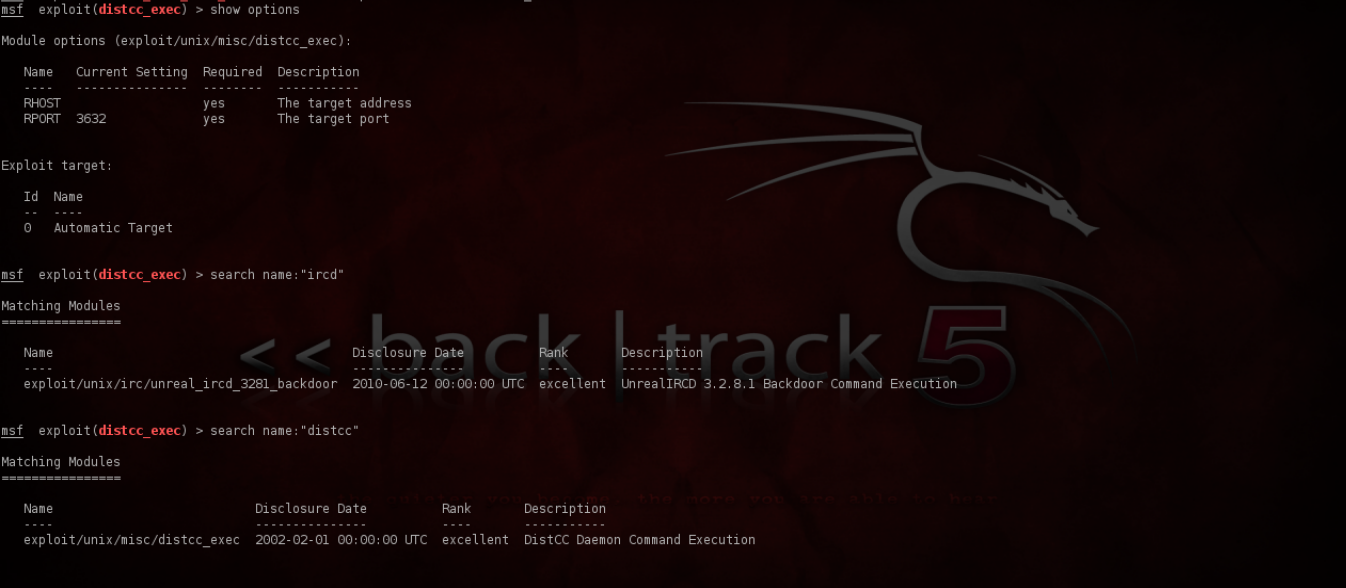 msf  exploit(distcc_exec) > show options
Module options (exploit/unix/misc/distcc_exec):
   Name   Current Setting  Required  Description
   ----   ---------------  --------  -----------
   RHOST                   yes       The target address
   RPORT  3632             yes       The target port
Exploit target:
   Id  Name
   --  ----
   0   Automatic Target
msf  exploit(distcc_exec) > search name:"ircd"
Matching Modules
================
<< back | track 5
   Name                                        Disclosure Date          Rank       Description
   ----                                        ---------------          ----       -----------
   exploit/unix/irc/unreal_ircd_3281_backdoor  2010-06-12 00:00:00 UTC  excellent  UnrealIRCD 3.2.8.1 Backdoor Command Execution
msf  exploit(distcc_exec) > search name:"distcc"
Matching Modules
================
the more you are able to hear
   Name                           Disclosure Date          Rank       Description
   ----                           ---------------          ----       -----------
   exploit/unix/misc/distcc_exec  2002-02-01 00:00:00 UTC  excellent  DistCC Daemon Command Execution